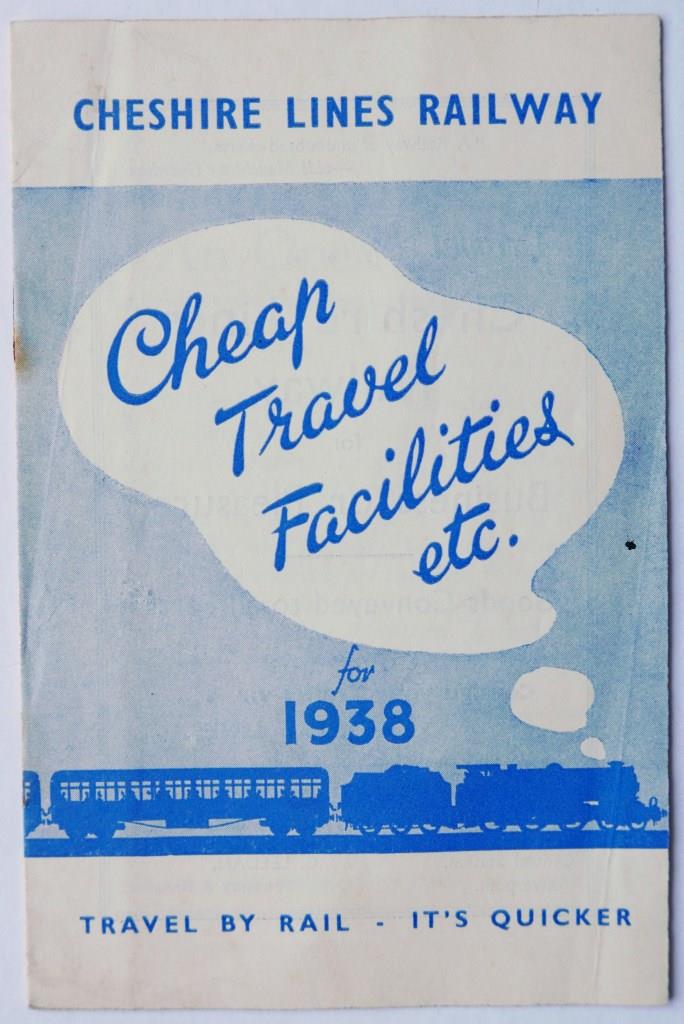 CHESHIRE LINES RAILWAY
Cheap
Travel
Facilities
etc.
for
1938
TRAVEL BY RAIL - IT'S QUICKER